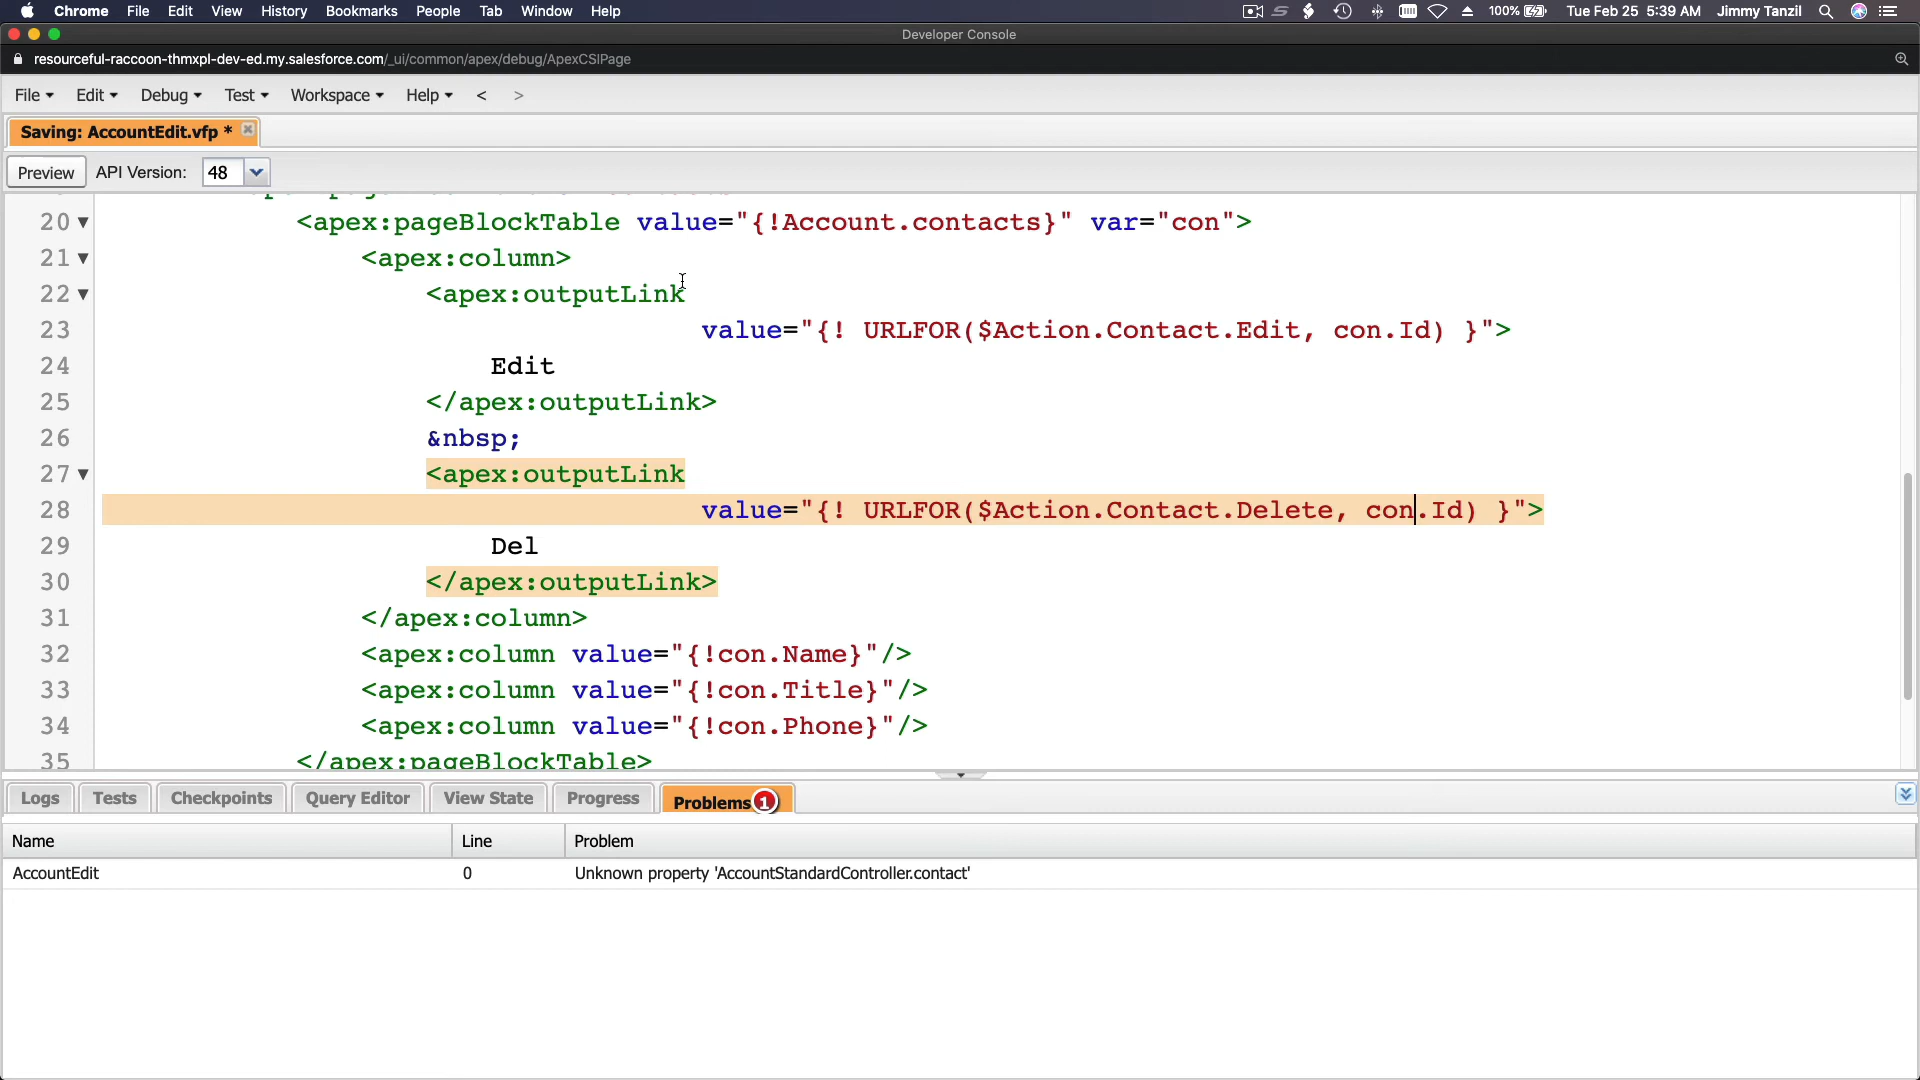 Chrome File Edit View History Bookmarks People Tab Window Help 100% Tue Feb 25 5:39 AM Jimmy Tanzil
Developer Console
resourceful-raccoon-thmxpl-dev-ed.my.salesforce.com/_ui/common/apex/debug/ApexCSIPage
File Edit Debug Test Workspace Help < >
Saving: AccountEdit.vfp *
Preview API Version: 48
20 <apex:pageBlockTable value="{!Account.contacts}" var="con">
21 <apex:column>
22 <apex:outputLink
23 value="{! URLFOR($Action.Contact.Edit, con.Id) }">
24 Edit
25 </apex:outputLink>
26 &nbsp;
27 <apex:outputLink
28 value="{! URLFOR($Action.Contact.Delete, con.Id) }">
29 Del
30 </apex:outputLink>
31 </apex:column>
32 <apex:column value="{!con.Name}"/>
33 <apex:column value="{!con.Title}"/>
34 <apex:column value="{!con.Phone}"/>
35 </apex:pageBlockTable>
Logs Tests Checkpoints Query Editor View State Progress Problems 1
Name Line Problem
AccountEdit 0 Unknown property 'AccountStandardController.contact'